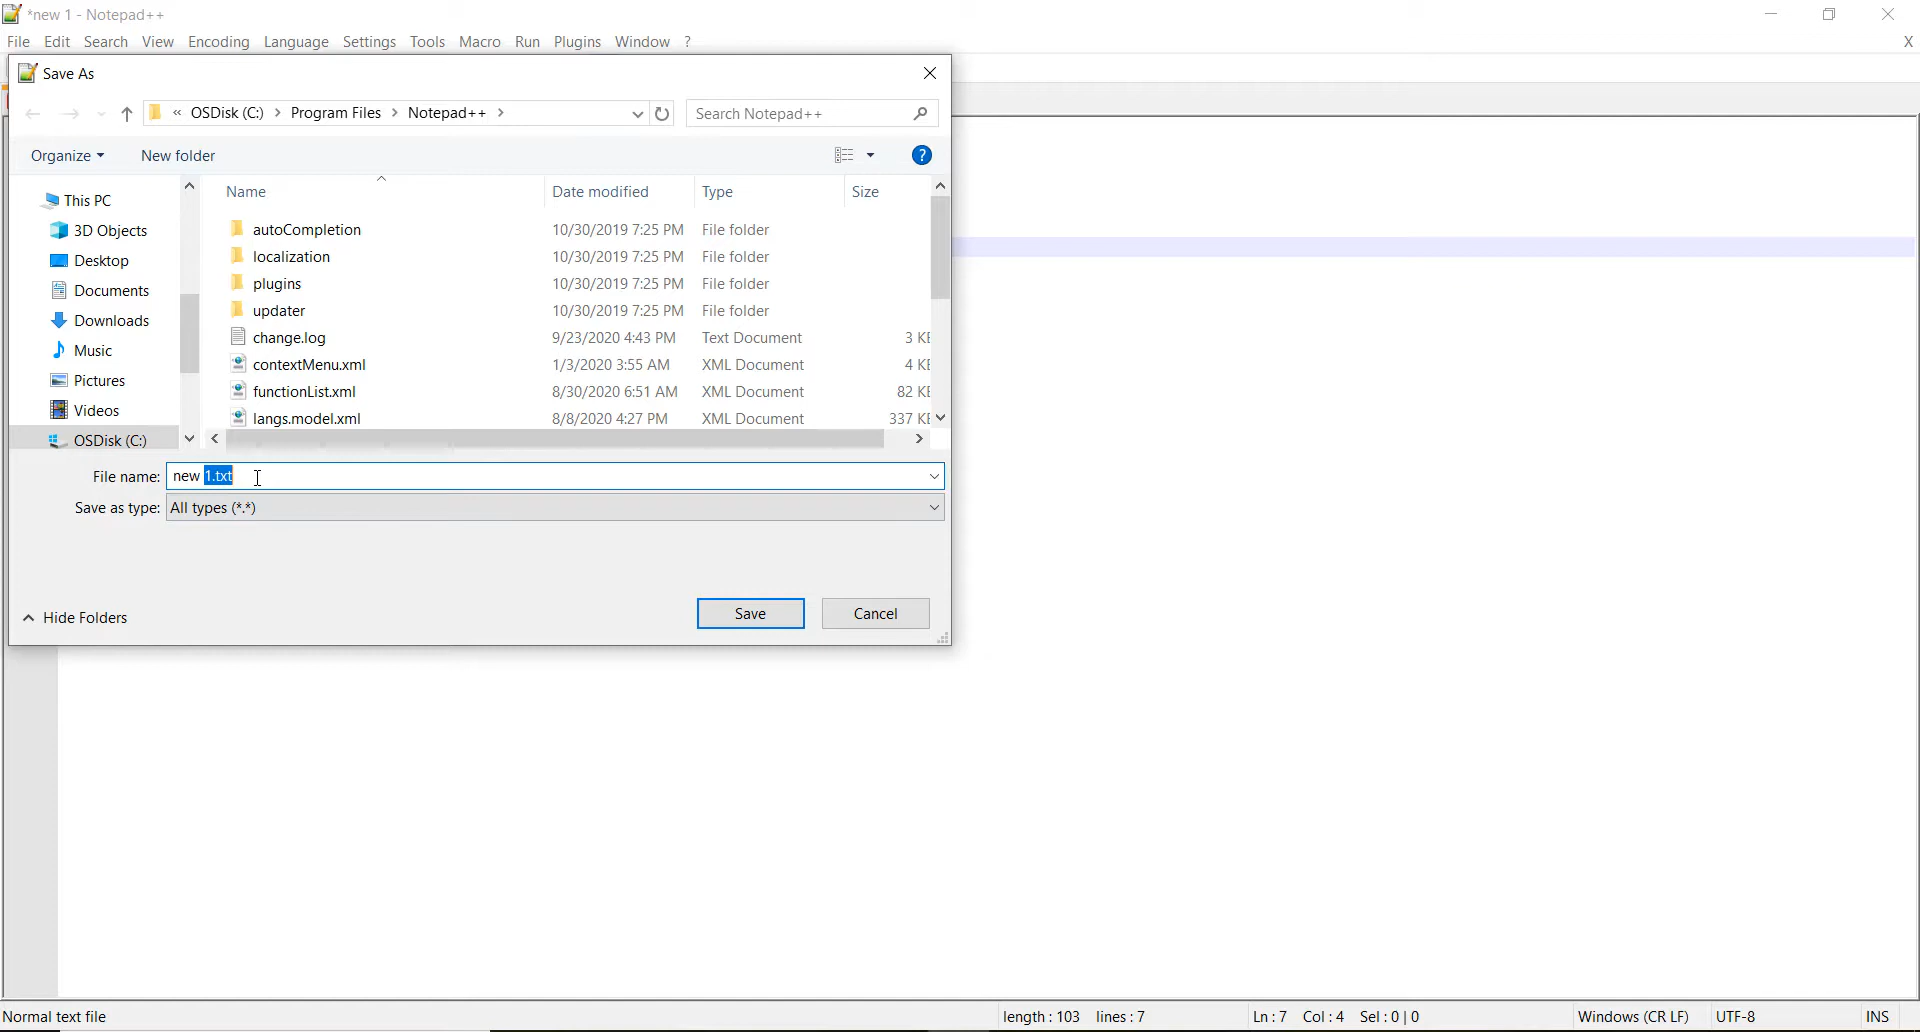 *new 1 - Notepad++
File Edit Search View Encoding Language Settings Tools Macro Run Plugins Window ? X
Save As
« OSDisk (C:) > Program Files > Notepad++ > Search Notepad++
Organize New folder ?
Name Date modified Type Size
This PC
3D Objects
Desktop
Documents
Downloads
Music
Pictures
Videos
OSDisk (C:)
autoCompletion 10/30/2019 7:25 PM File folder
localization 10/30/2019 7:25 PM File folder
plugins 10/30/2019 7:25 PM File folder
updater 10/30/2019 7:25 PM File folder
change.log 9/23/2020 4:43 PM Text Document 3 KB
contextMenu.xml 1/3/2020 3:55 AM XML Document 4 KB
functionList.xml 8/30/2020 6:51 AM XML Document 82 KB
langs.model.xml 8/8/2020 4:27 PM XML Document 337 KB
File name: new 1.txt
Save as type: All types (*.*)
Hide Folders Save Cancel
Normal text file length : 103 lines : 7 Ln : 7 Col : 4 Sel : 0 | 0 Windows (CR LF) UTF-8 INS